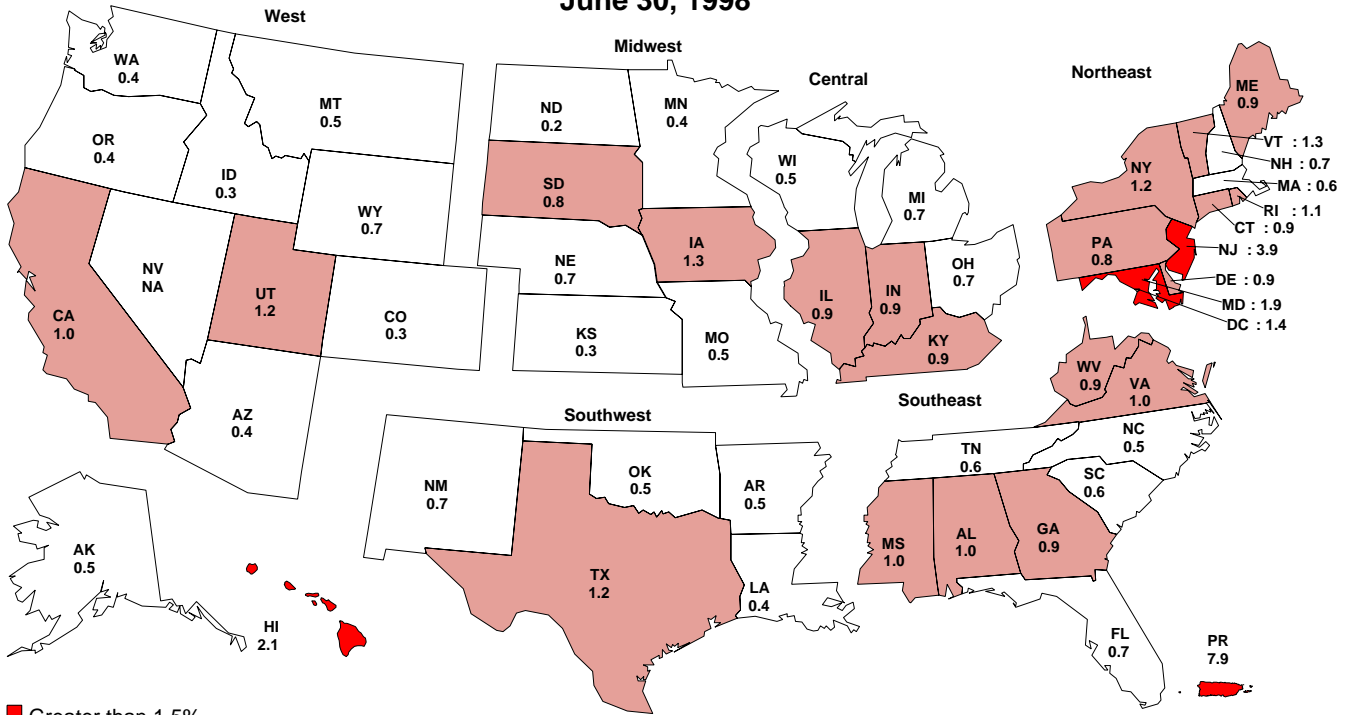 June 30, 1998
West
Midwest
Central
Northeast
WA
0.4
MT
0.5
OR
0.4
ID
0.3
WY
0.7
NV
NA
UT
1.2
CO
0.3
CA
1.0
AZ
0.4
AK
0.5
HI
2.1
ND
0.2
MN
0.4
SD
0.8
NE
0.7
IA
1.3
KS
0.3
MO
0.5
WI
0.5
MI
0.7
IL
0.9
IN
0.9
OH
0.7
KY
0.9
ME
0.9
VT : 1.3
NH : 0.7
MA : 0.6
RI : 1.1
CT : 0.9
NJ : 3.9
DE : 0.9
MD : 1.9
DC : 1.4
NY
1.2
PA
0.8
Southwest
NM
0.7
OK
0.5
AR
0.5
TX
1.2
LA
0.4
Southeast
WV
0.9
VA
1.0
TN
0.6
NC
0.5
SC
0.6
MS
1.0
AL
1.0
GA
0.9
FL
0.7
PR
7.9
Greater than 1.5%